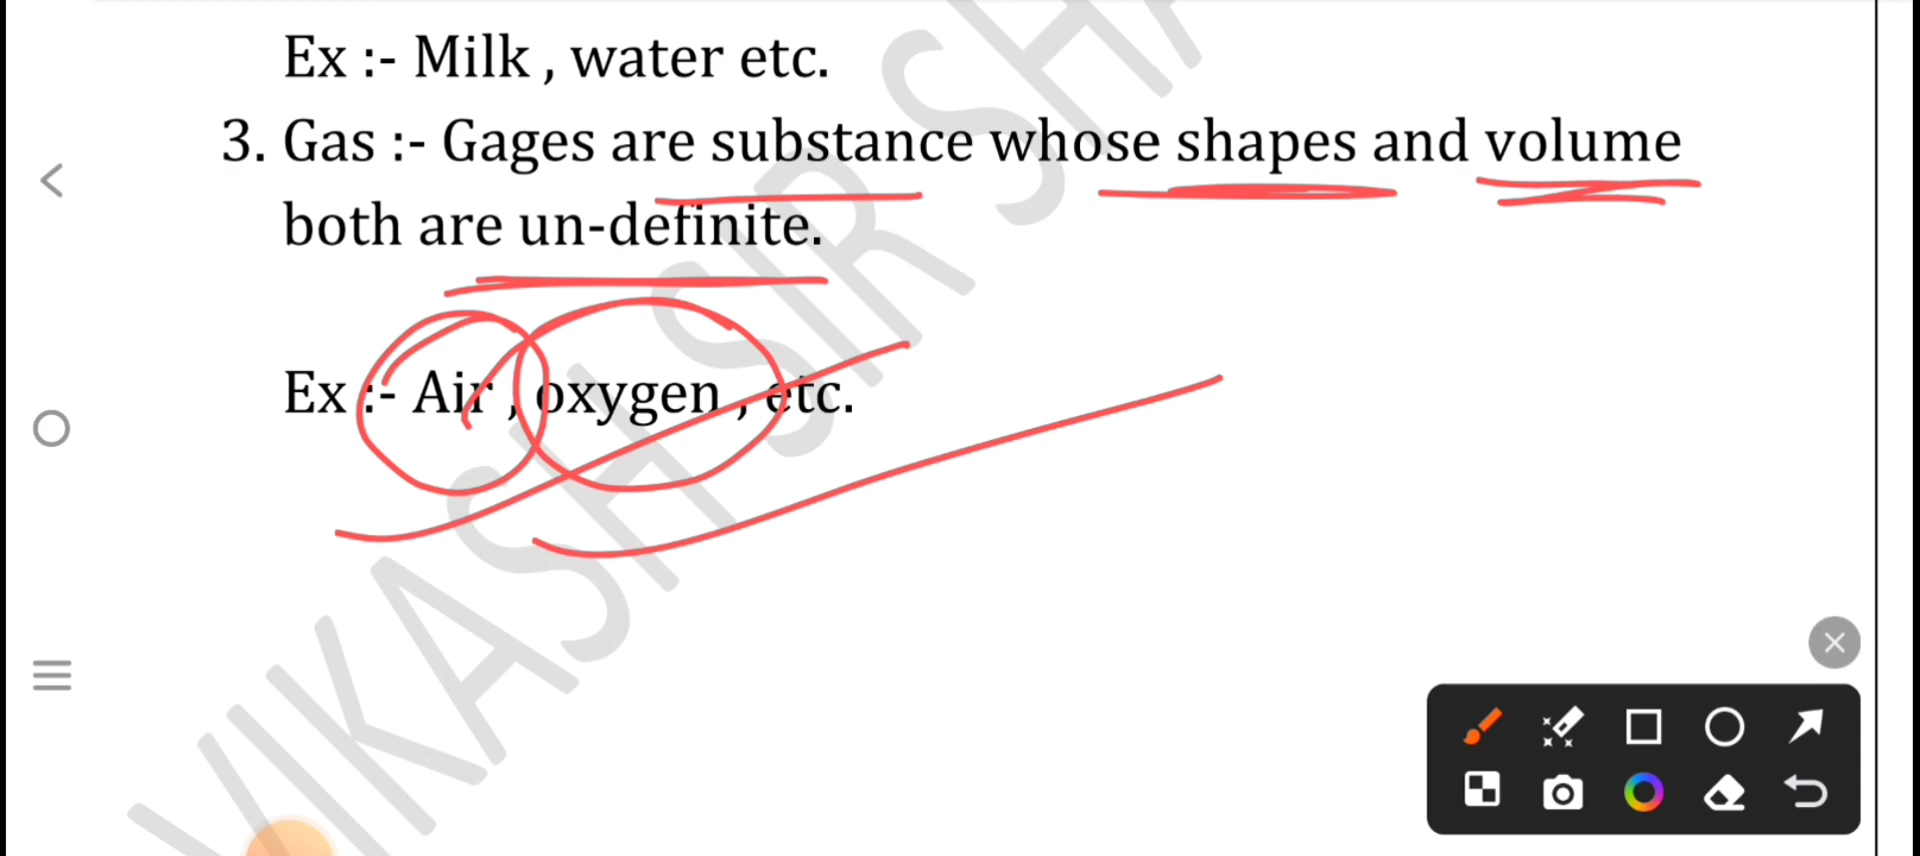 Ex :- Milk , water etc.
3. Gas :- Gages are substance whose shapes and volume
both are un-definite.
Ex :- Air , oxygen , etc.
VIKASH SIR SHA